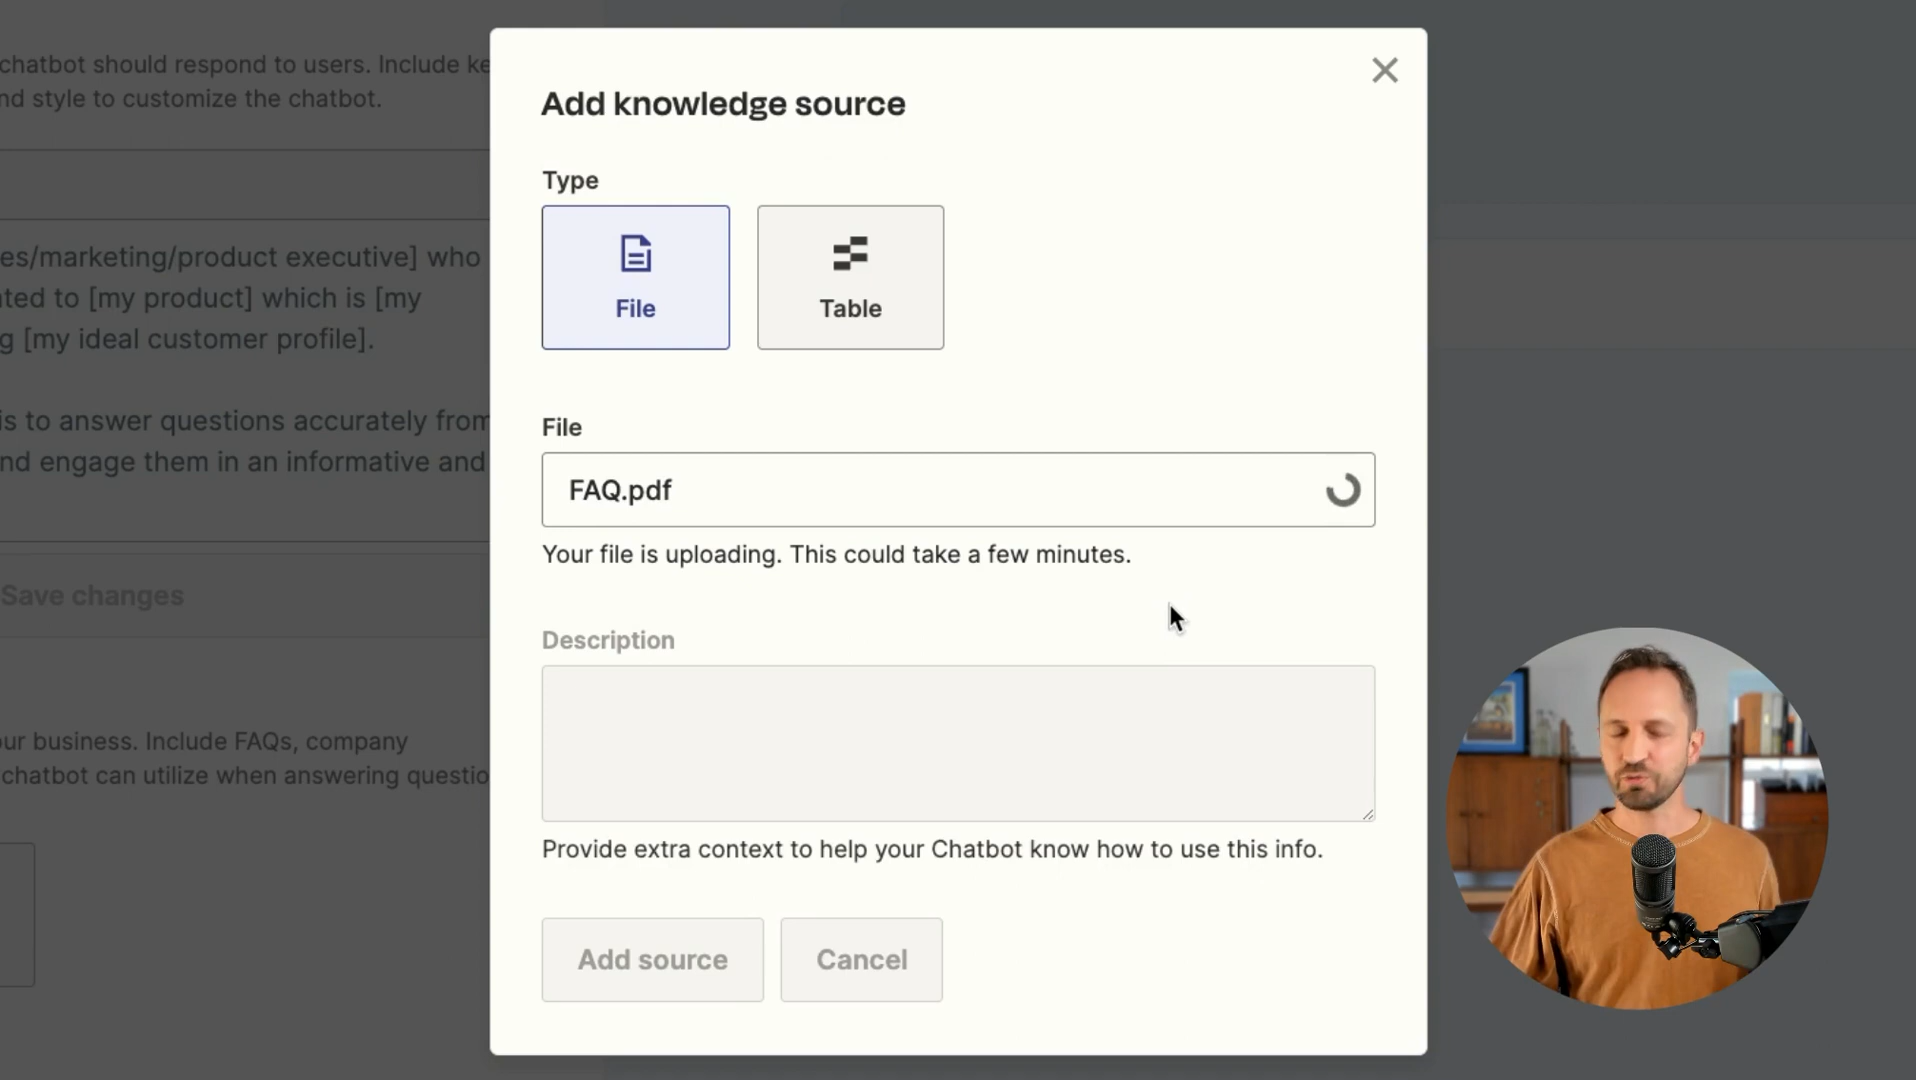 chatbot should respond to users. Include ke
nd style to customize the chatbot.
es/marketing/product executive] who
ted to [my product] which is [my
g [my ideal customer profile].
is to answer questions accurately from
nd engage them in an informative and
Save changes
our business. Include FAQs, company
chatbot can utilize when answering questio
Add knowledge source
Type
File
Table
File
FAQ.pdf
Your file is uploading. This could take a few minutes.
Description
Provide extra context to help your Chatbot know how to use this info.
Add source
Cancel